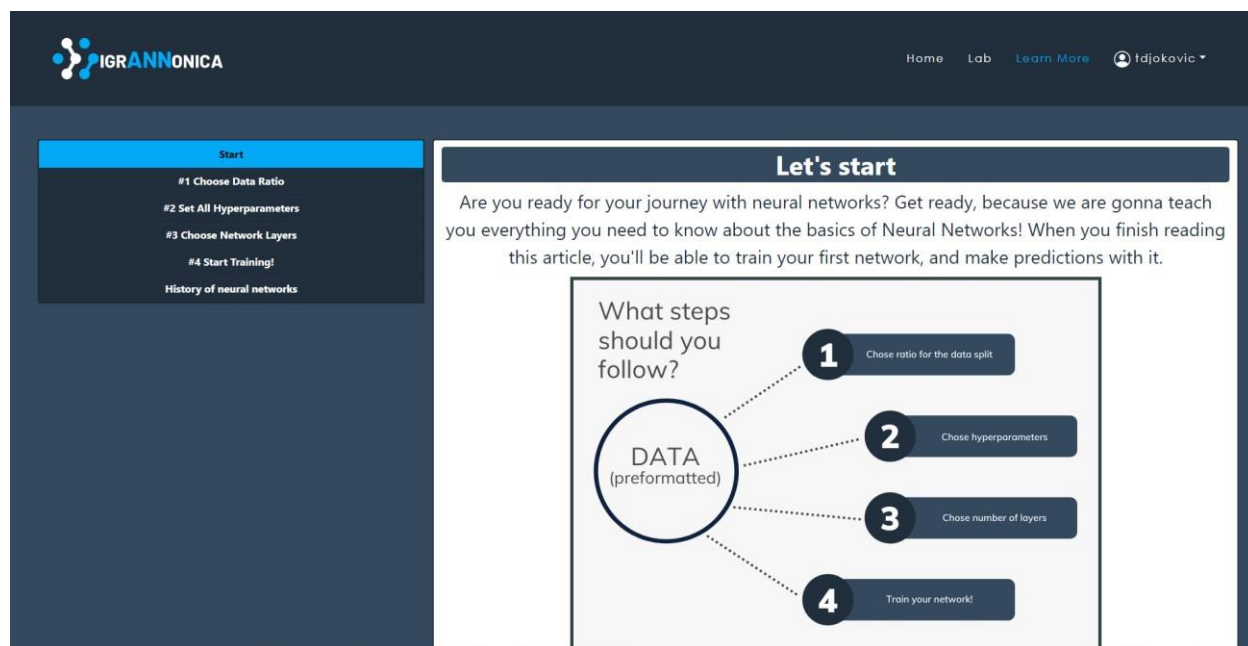 IGRANNONICA
Home Lab Learn More tdjokovic
Start
#1 Choose Data Ratio
#2 Set All Hyperparameters
#3 Choose Network Layers
#4 Start Training!
History of neural networks
Let's start
Are you ready for your journey with neural networks? Get ready, because we are gonna teach
you everything you need to know about the basics of Neural Networks! When you finish reading
this article, you'll be able to train your first network, and make predictions with it.
What steps
should you
follow?
DATA
(preformatted)
1 Chose ratio for the data split
2 Chose hyperparameters
3 Chose number of layers
4 Train your network!